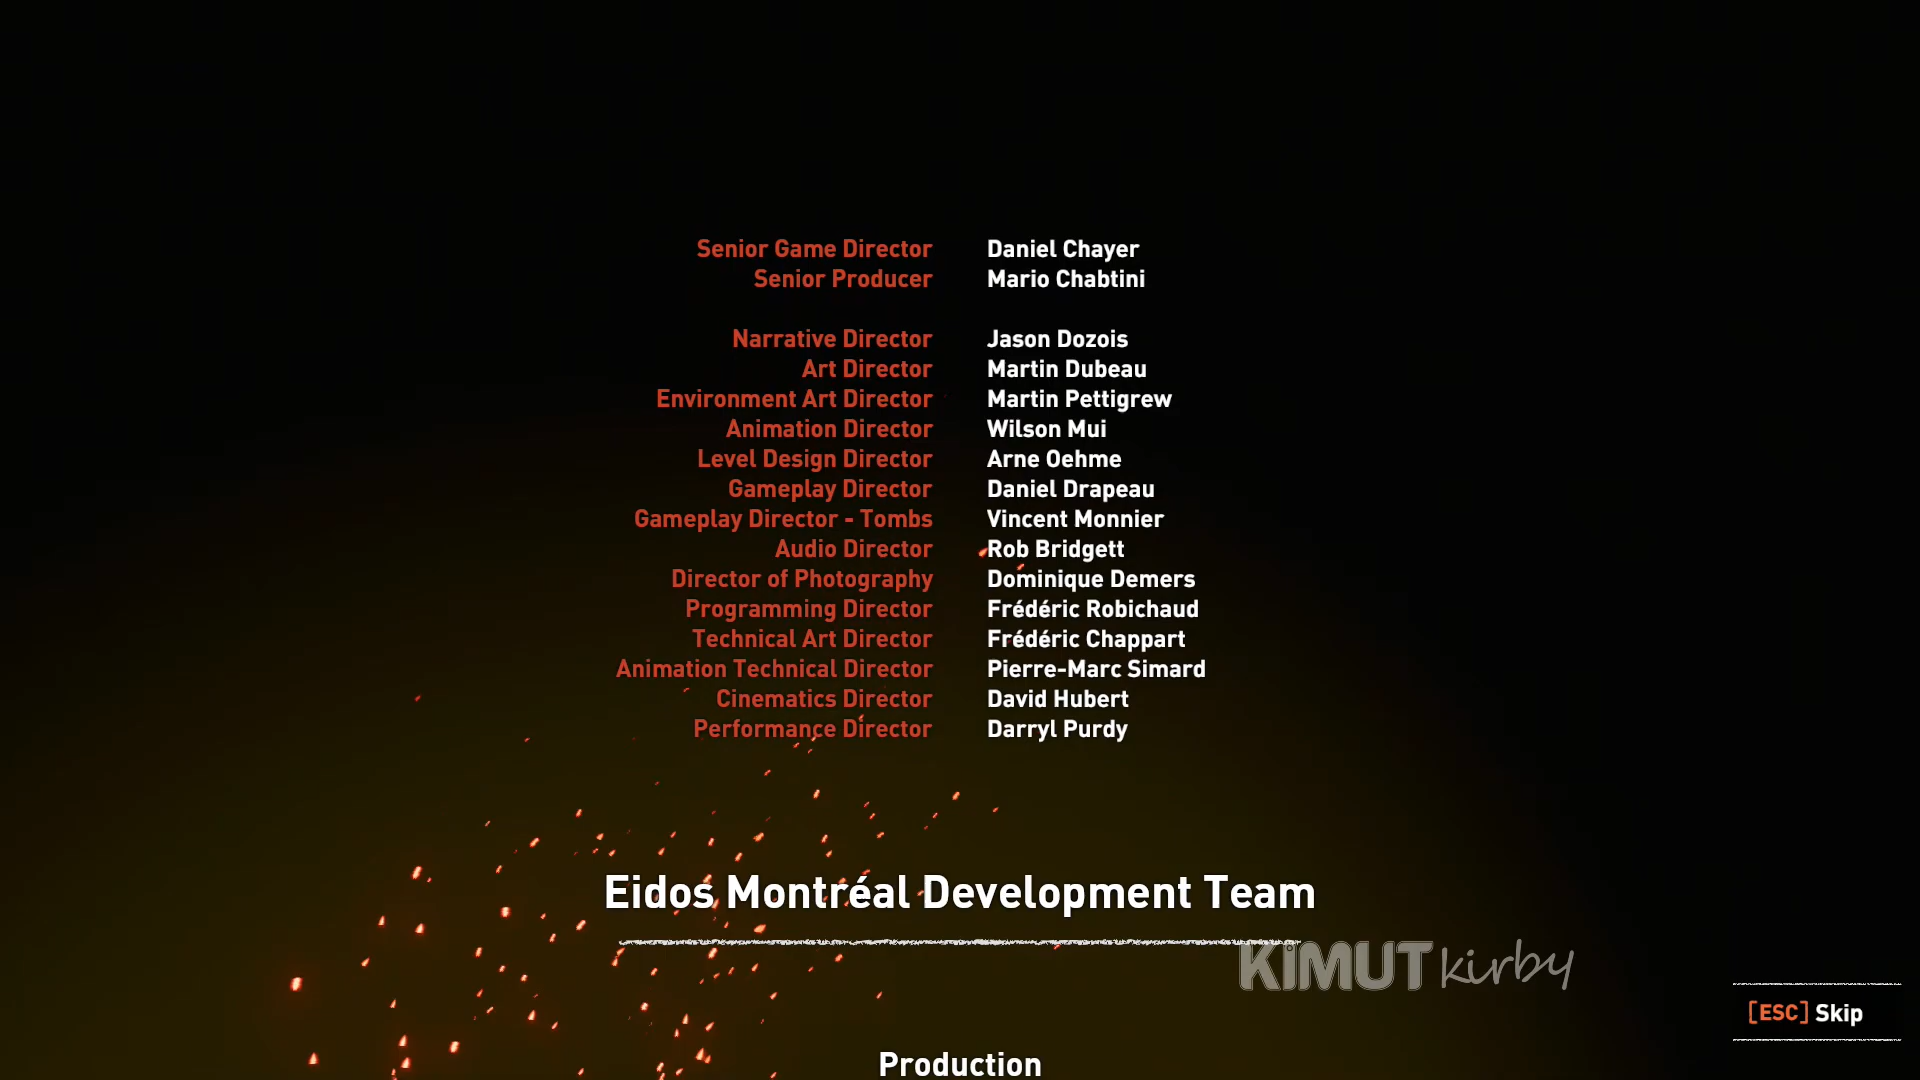 Senior Game Director Daniel Chayer
Senior Producer Mario Chabtini
Narrative Director Jason Dozois
Art Director Martin Dubeau
Environment Art Director Martin Pettigrew
Animation Director Wilson Mui
Level Design Director Arne Oehme
Gameplay Director Daniel Drapeau
Gameplay Director - Tombs Vincent Monnier
Audio Director Rob Bridgett
Director of Photography Dominique Demers
Programming Director Frédéric Robichaud
Technical Art Director Frédéric Chappart
Animation Technical Director Pierre-Marc Simard
Cinematics Director David Hubert
Performance Director Darryl Purdy
Eidos Montréal Development Team
KiMUT kirby
[ESC] Skip
Production